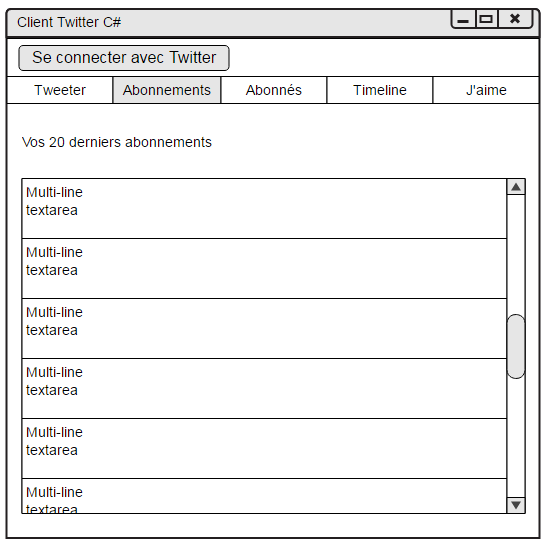 Client Twitter C#
Se connecter avec Twitter
Tweeter Abonnements Abonnés Timeline J'aime
Vos 20 derniers abonnements
Multi-line
textarea
Multi-line
textarea
Multi-line
textarea
Multi-line
textarea
Multi-line
textarea
Multi-line
textarea